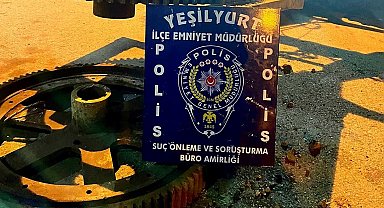 YEŞİLYURT
İLÇE EMNİYET MÜDÜRLÜĞÜ
POLİS
POLİS
POLİS
SUÇ ÖNLEME VE SORUŞTURMA
BÜRO AMİRLİĞİ